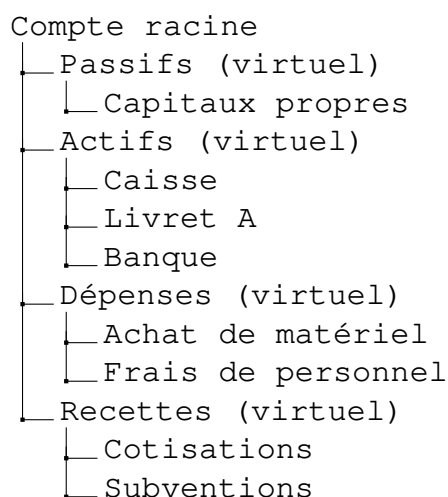 Compte racine
Passifs (virtuel)
Capitaux propres
Actifs (virtuel)
Caisse
Livret A
Banque
Dépenses (virtuel)
Achat de matériel
Frais de personnel
Recettes (virtuel)
Cotisations
Subventions